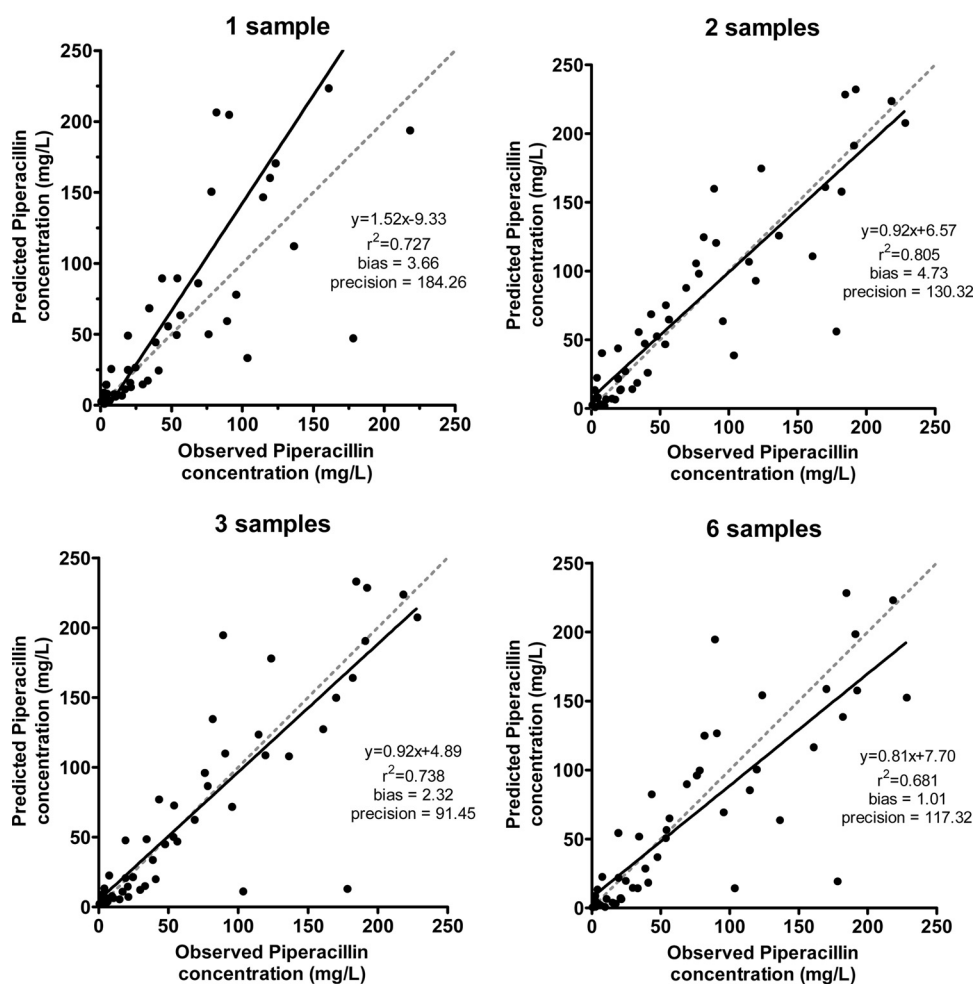 1 sample
250
200
150
100
50
0
0 50 100 150 200 250
Predicted Piperacillin
concentration (mg/L)
Observed Piperacillin
concentration (mg/L)
y=1.52x-9.33
r²=0.727
bias = 3.66
precision = 184.26
2 samples
250
200
150
100
50
0
0 50 100 150 200 250
Predicted Piperacillin
concentration (mg/L)
Observed Piperacillin
concentration (mg/L)
y=0.92x+6.57
r²=0.805
bias = 4.73
precision = 130.32
3 samples
250
200
150
100
50
0
0 50 100 150 200 250
Predicted Piperacillin
concentration (mg/L)
Observed Piperacillin
concentration (mg/L)
y=0.92x+4.89
r²=0.738
bias = 2.32
precision = 91.45
6 samples
250
200
150
100
50
0
0 50 100 150 200 250
Predicted Piperacillin
concentration (mg/L)
Observed Piperacillin
concentration (mg/L)
y=0.81x+7.70
r²=0.681
bias = 1.01
precision = 117.32